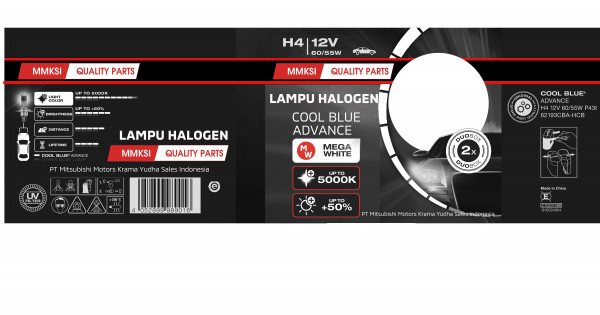 MMKSI QUALITY PARTS
LIGHT COLOR
UP TO 5000K
BRIGHTNESS
UP TO +50%
DISTANCE
LIFETIME
COOL BLUE® ADVANCE
LAMPU HALOGEN
MMKSI QUALITY PARTS
PT Mitsubishi Motors Krama Yudha Sales Indonesia
UV
FILTER
H4 12V
60/55W
MMKSI QUALITY PARTS
LAMPU HALOGEN
COOL BLUE
ADVANCE
MW MEGA
WHITE
UP TO
5000K
UP TO
+50%
DUOBOX
2x
DUOBOX
PT Mitsubishi Motors Krama Yudha Sales Indonesia
COOL BLUE®
ADVANCE
H4 12V 60/55W P43t
62193CBA-HCB
Made in China